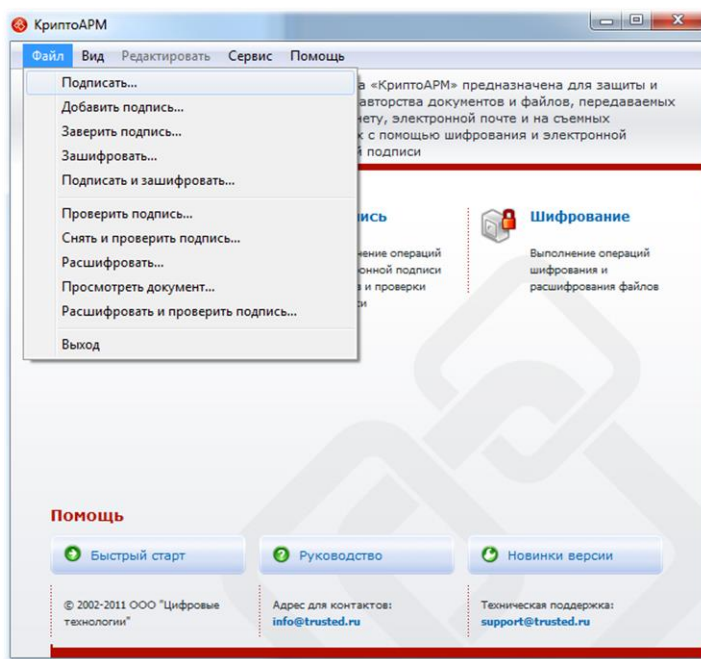 КриптоАРМ
Файл Вид Редактировать Сервис Помощь
Подписать...
Добавить подпись...
Заверить подпись...
Зашифровать...
Подписать и зашифровать...
Проверить подпись...
Снять и проверить подпись...
Расшифровать...
Просмотреть документ...
Расшифровать и проверить подпись...
Выход
а «КриптоАРМ» предназначена для защиты и
авторства документов и файлов, передаваемых
нету, электронной почте и на съемных
х с помощью шифрования и электронной
й подписи
ись
нение операций
онной подписи
в и проверки
си
Шифрование
Выполнение операций
шифрования и
расшифрования файлов
Помощь
Быстрый старт
Руководство
Новинки версии
© 2002-2011 ООО "Цифровые
технологии"
Адрес для контактов:
info@trusted.ru
Техническая поддержка:
support@trusted.ru